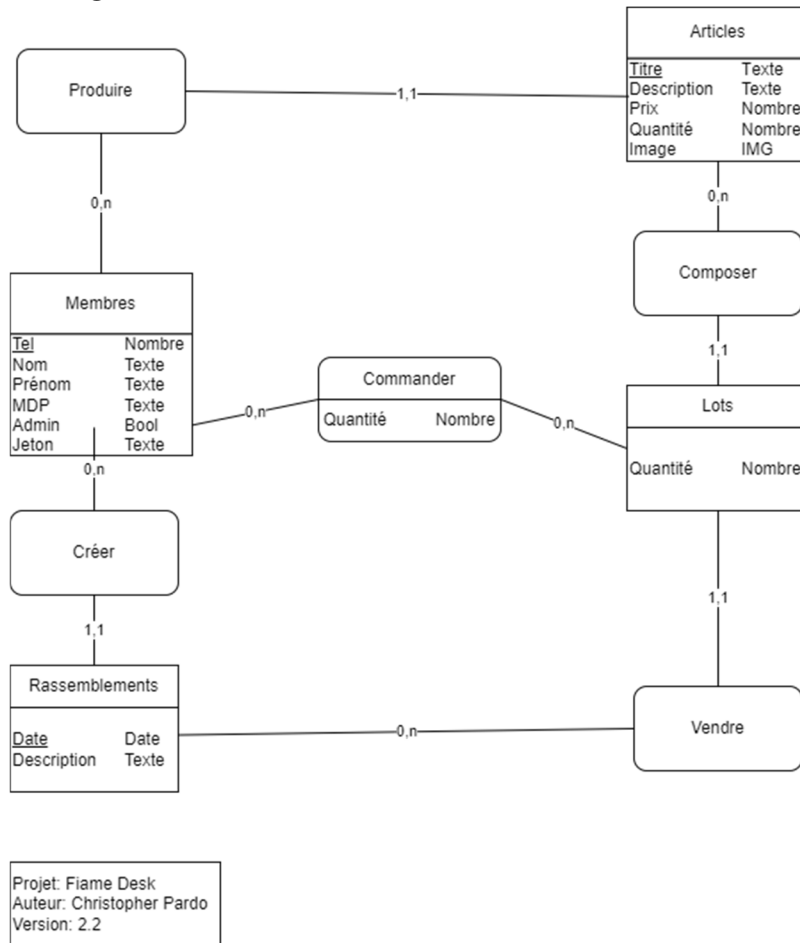 Articles
Titre Texte
Description Texte
Prix Nombre
Quantité Nombre
Image IMG
Produire
1,1
0,n
0,n
Composer
Membres
Tel Nombre
Nom Texte
Prénom Texte
MDP Texte
Admin Bool
Jeton Texte
1,1
Commander
Quantité Nombre
0,n
0,n
Lots
Quantité Nombre
0,n
Créer
1,1
1,1
Rassemblements
Date Date
Description Texte
0,n
Vendre
Projet: Fiame Desk
Auteur: Christopher Pardo
Version: 2.2